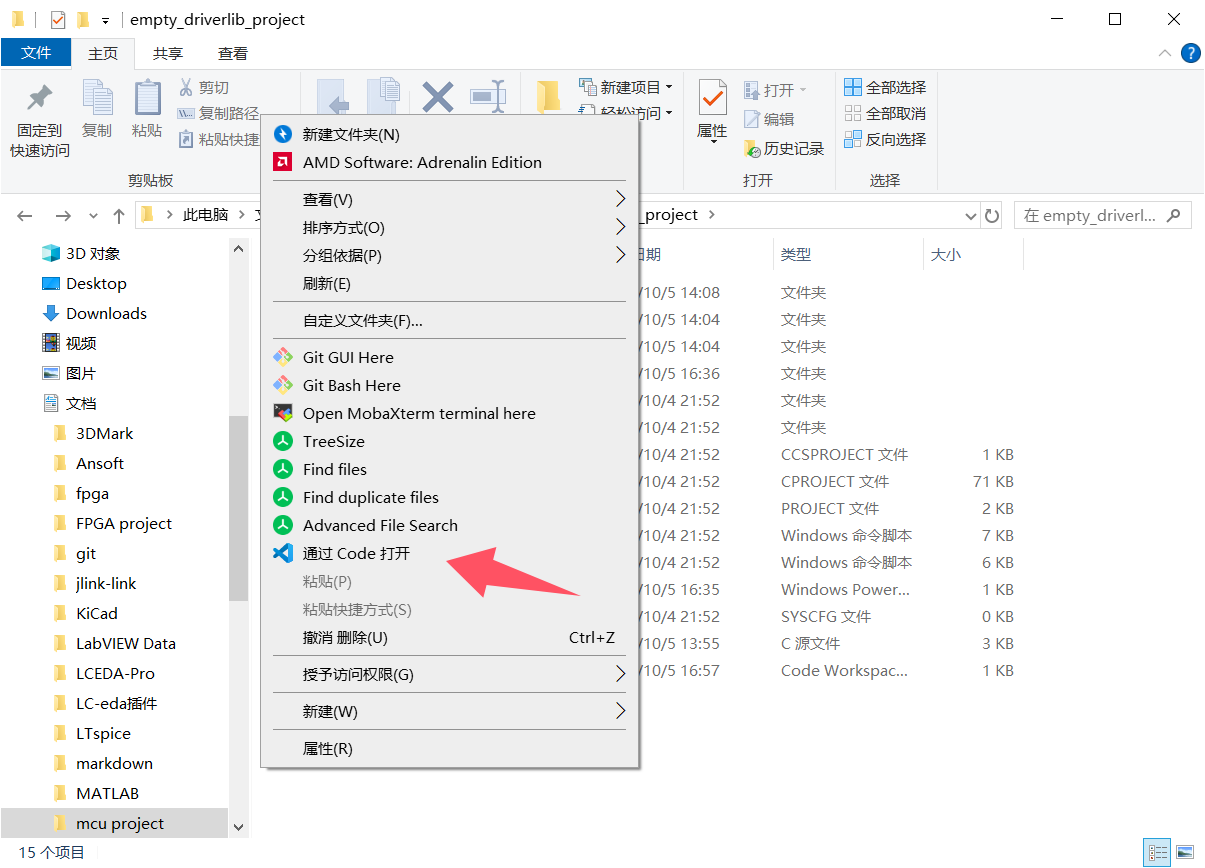 empty_driverlib_project
文件 主页 共享 查看
固定到
快速访问
复制
粘贴
剪切
复制路径
粘贴快捷
剪贴板
新建项目
轻松访问
属性
打开
编辑
历史记录
打开
全部选择
全部取消
反向选择
选择
此电脑
_project
在 empty_driverl...
3D 对象
Desktop
Downloads
视频
图片
文档
3DMark
Ansoft
fpga
FPGA project
git
jlink-link
KiCad
LabVIEW Data
LCEDA-Pro
LC-eda插件
LTspice
markdown
MATLAB
mcu project
新建文件夹(N)
AMD Software: Adrenalin Edition
查看(V)
排序方式(O)
分组依据(P)
刷新(E)
自定义文件夹(F)...
Git GUI Here
Git Bash Here
Open MobaXterm terminal here
TreeSize
Find files
Find duplicate files
Advanced File Search
通过 Code 打开
粘贴(P)
粘贴快捷方式(S)
撤消 删除(U) Ctrl+Z
授予访问权限(G)
新建(W)
属性(R)
日期 类型 大小
/10/5 14:08 文件夹
/10/5 14:04 文件夹
/10/5 14:04 文件夹
/10/5 16:36 文件夹
/10/4 21:52 文件夹
/10/4 21:52 文件夹
/10/4 21:52 CCSPROJECT 文件 1 KB
/10/4 21:52 CPROJECT 文件 71 KB
/10/4 21:52 PROJECT 文件 2 KB
/10/4 21:52 Windows 命令脚本 7 KB
/10/4 21:52 Windows 命令脚本 6 KB
/10/5 16:35 Windows Power... 1 KB
/10/4 21:52 SYSCFG 文件 0 KB
/10/5 13:55 C 源文件 3 KB
/10/5 16:57 Code Workspac... 1 KB
15 个项目